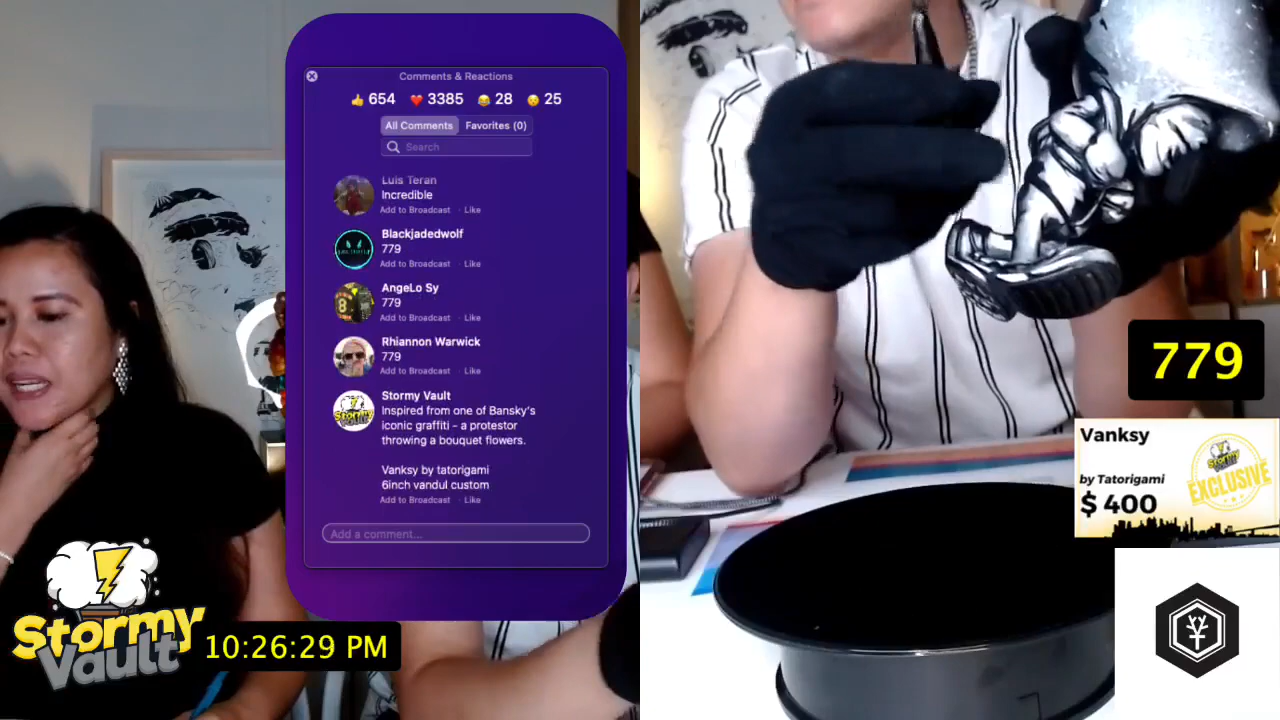 Comments & Reactions
654 3385 28 25
All Comments Favorites (0)
Search
Luis Teran
Incredible
Add to Broadcast · Like
Blackjadedwolf
779
Add to Broadcast · Like
AngeLo Sy
779
Add to Broadcast · Like
Rhiannon Warwick
779
Add to Broadcast · Like
Stormy Vault
Inspired from one of Bansky's
iconic graffiti - a protestor
throwing a bouquet flowers.
Vanksy by tatorigami
6inch vandul custom
Add to Broadcast · Like
Add a comment...
Stormy
Vault
10:26:29 PM
779
Vanksy
by Tatorigami
$ 400
Stormy
Vault
EXCLUSIVE